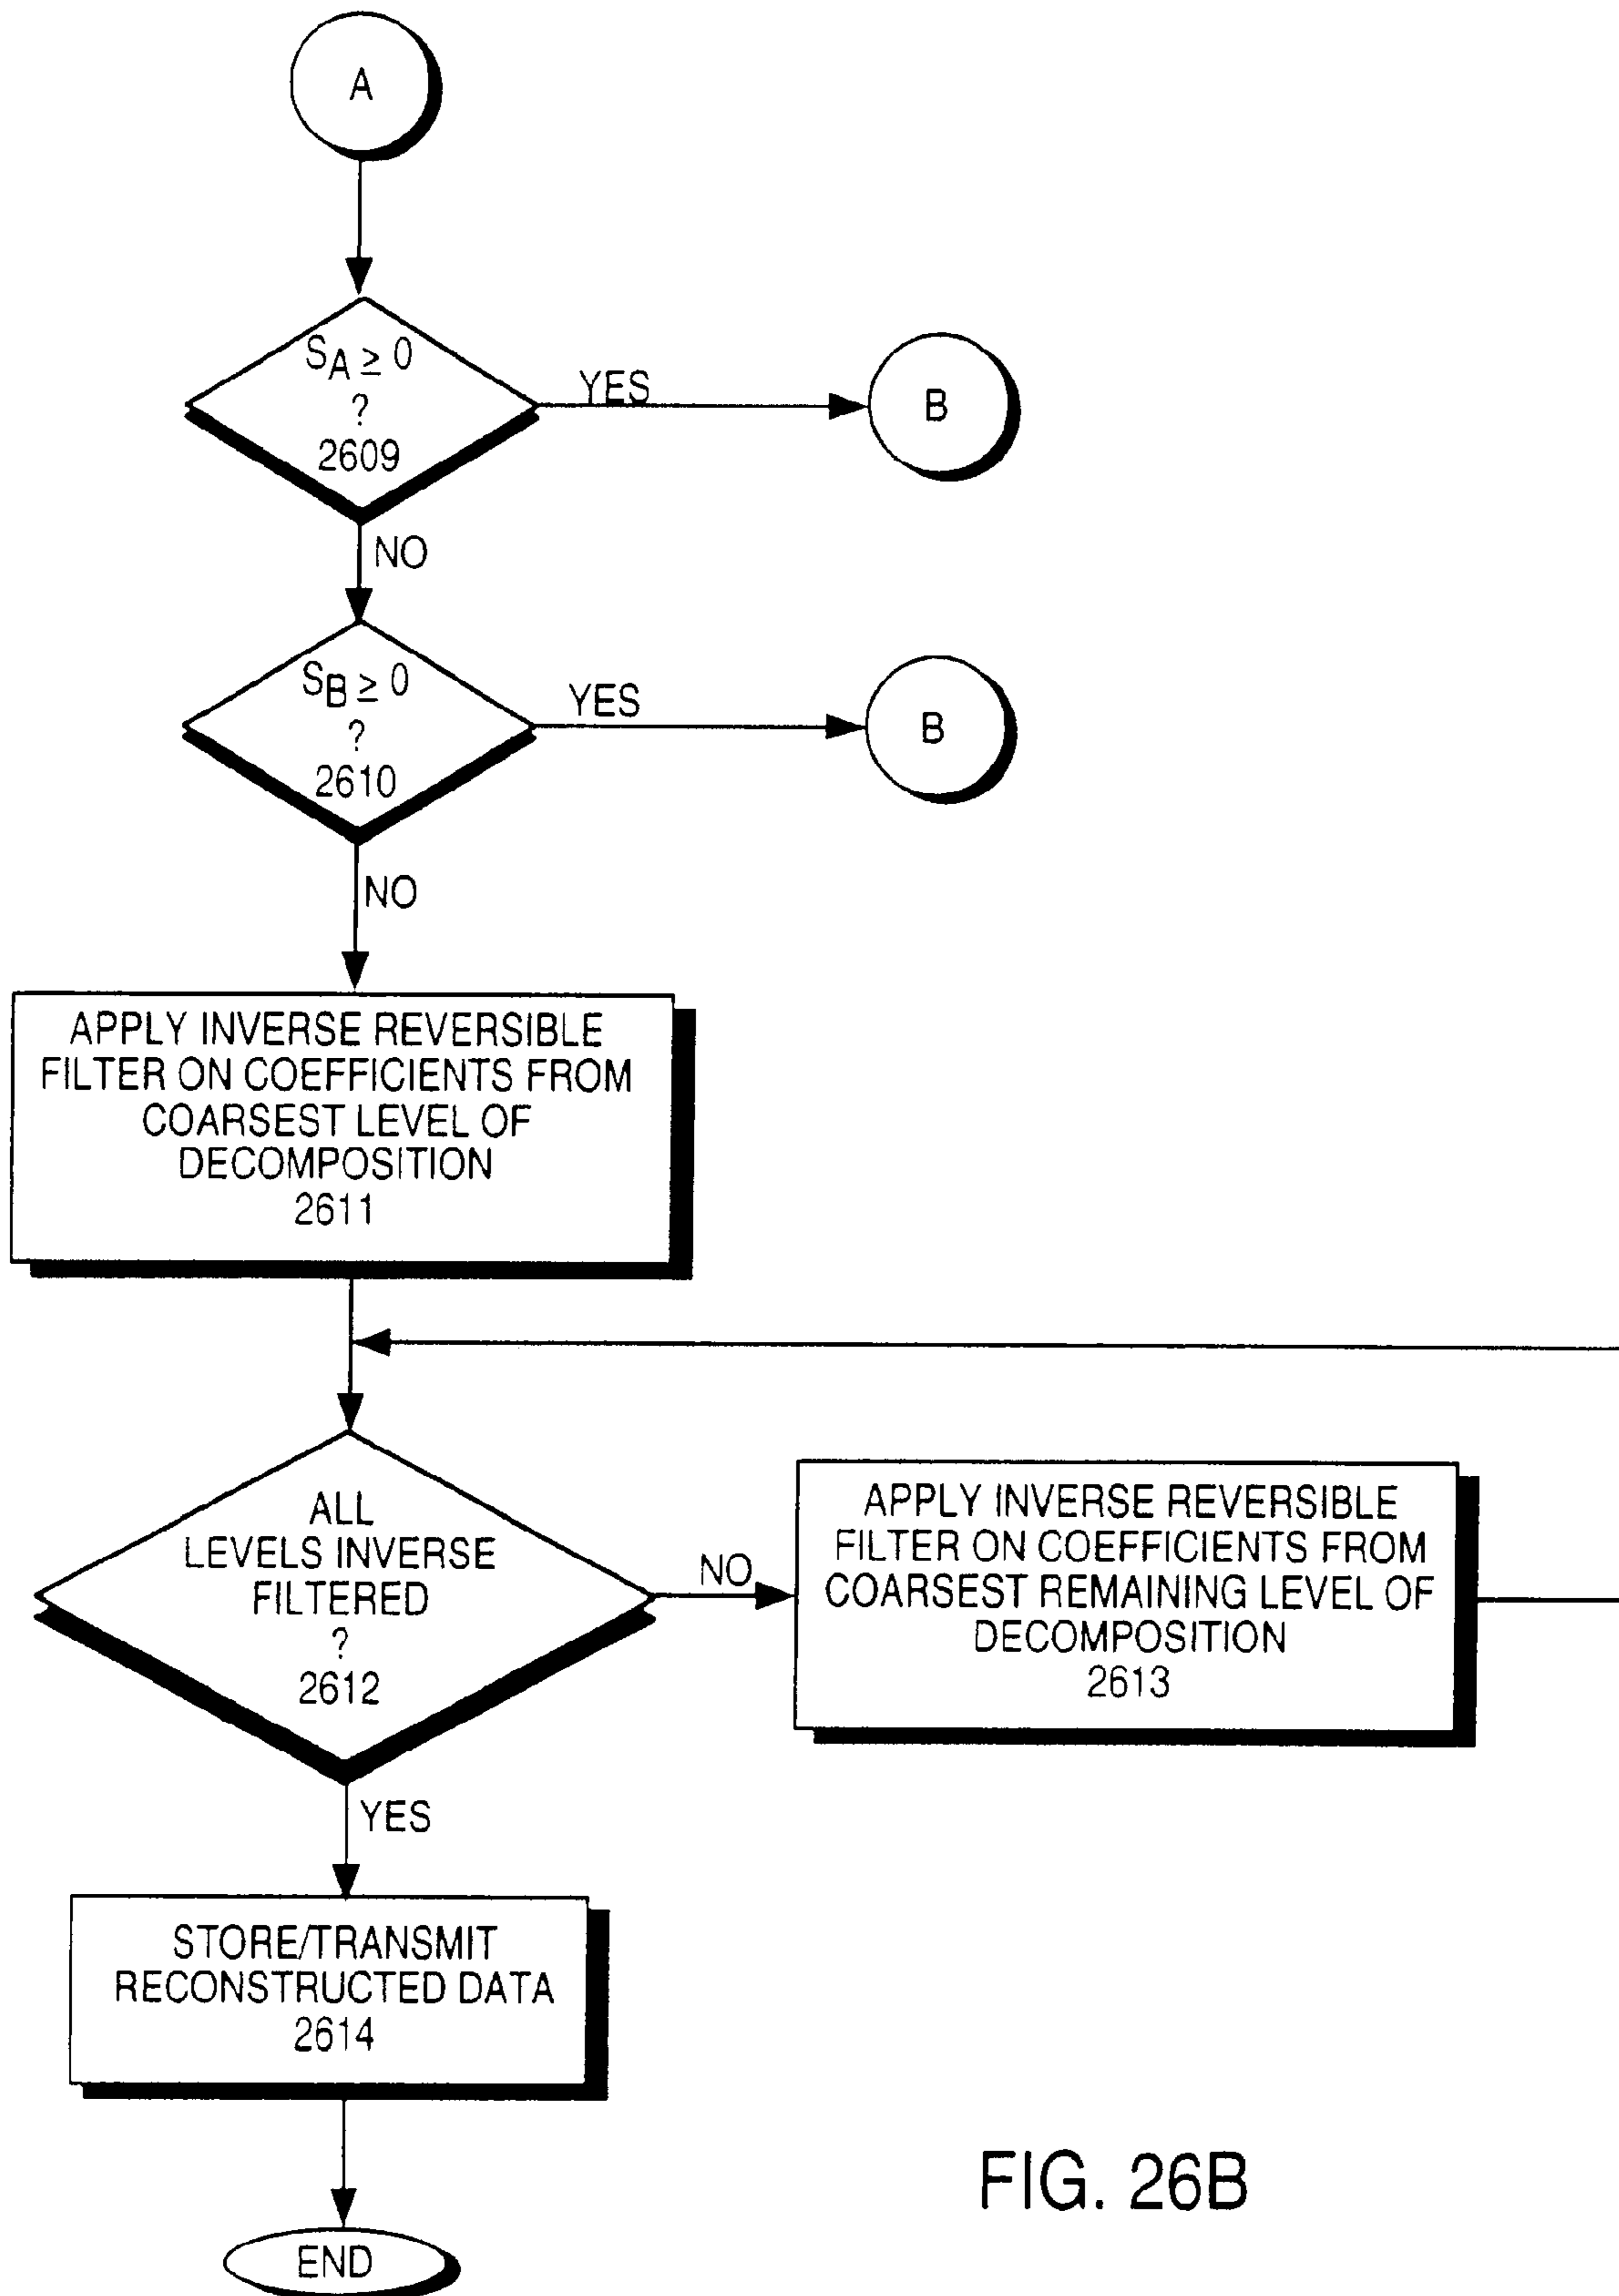 A
SA ≥ 0
?
2609
YES
B
NO
SB ≥ 0
?
2610
YES
B
NO
APPLY INVERSE REVERSIBLE
FILTER ON COEFFICIENTS FROM
COARSEST LEVEL OF
DECOMPOSITION
2611
ALL
LEVELS INVERSE
FILTERED
?
2612
NO
APPLY INVERSE REVERSIBLE
FILTER ON COEFFICIENTS FROM
COARSEST REMAINING LEVEL OF
DECOMPOSITION
2613
YES
STORE/TRANSMIT
RECONSTRUCTED DATA
2614
END
FIG. 26B